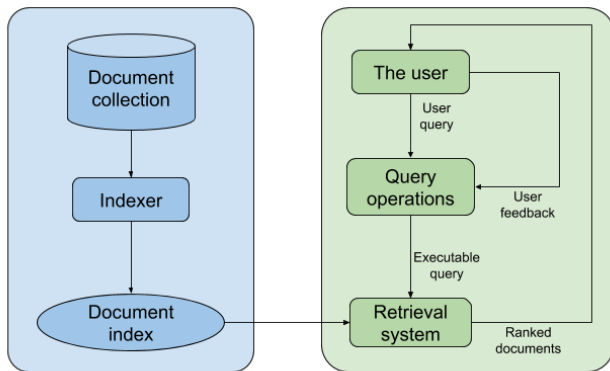 Document
collection
Indexer
Document
index
The user
User
query
Query
operations
User
feedback
Executable
query
Retrieval
system
Ranked
documents